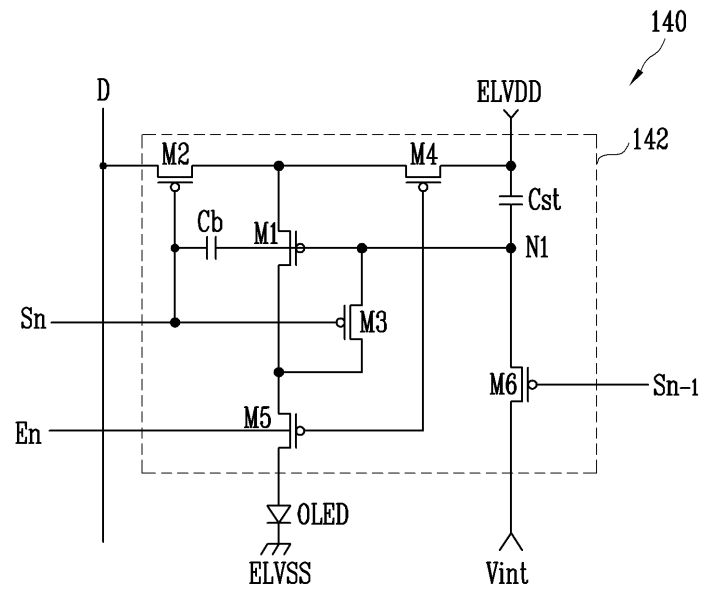 140
D
ELVDD
142
M2
M4
Cst
Cb
M1
N1
Sn
M3
M6
Sn-1
M5
En
OLED
ELVSS
Vint